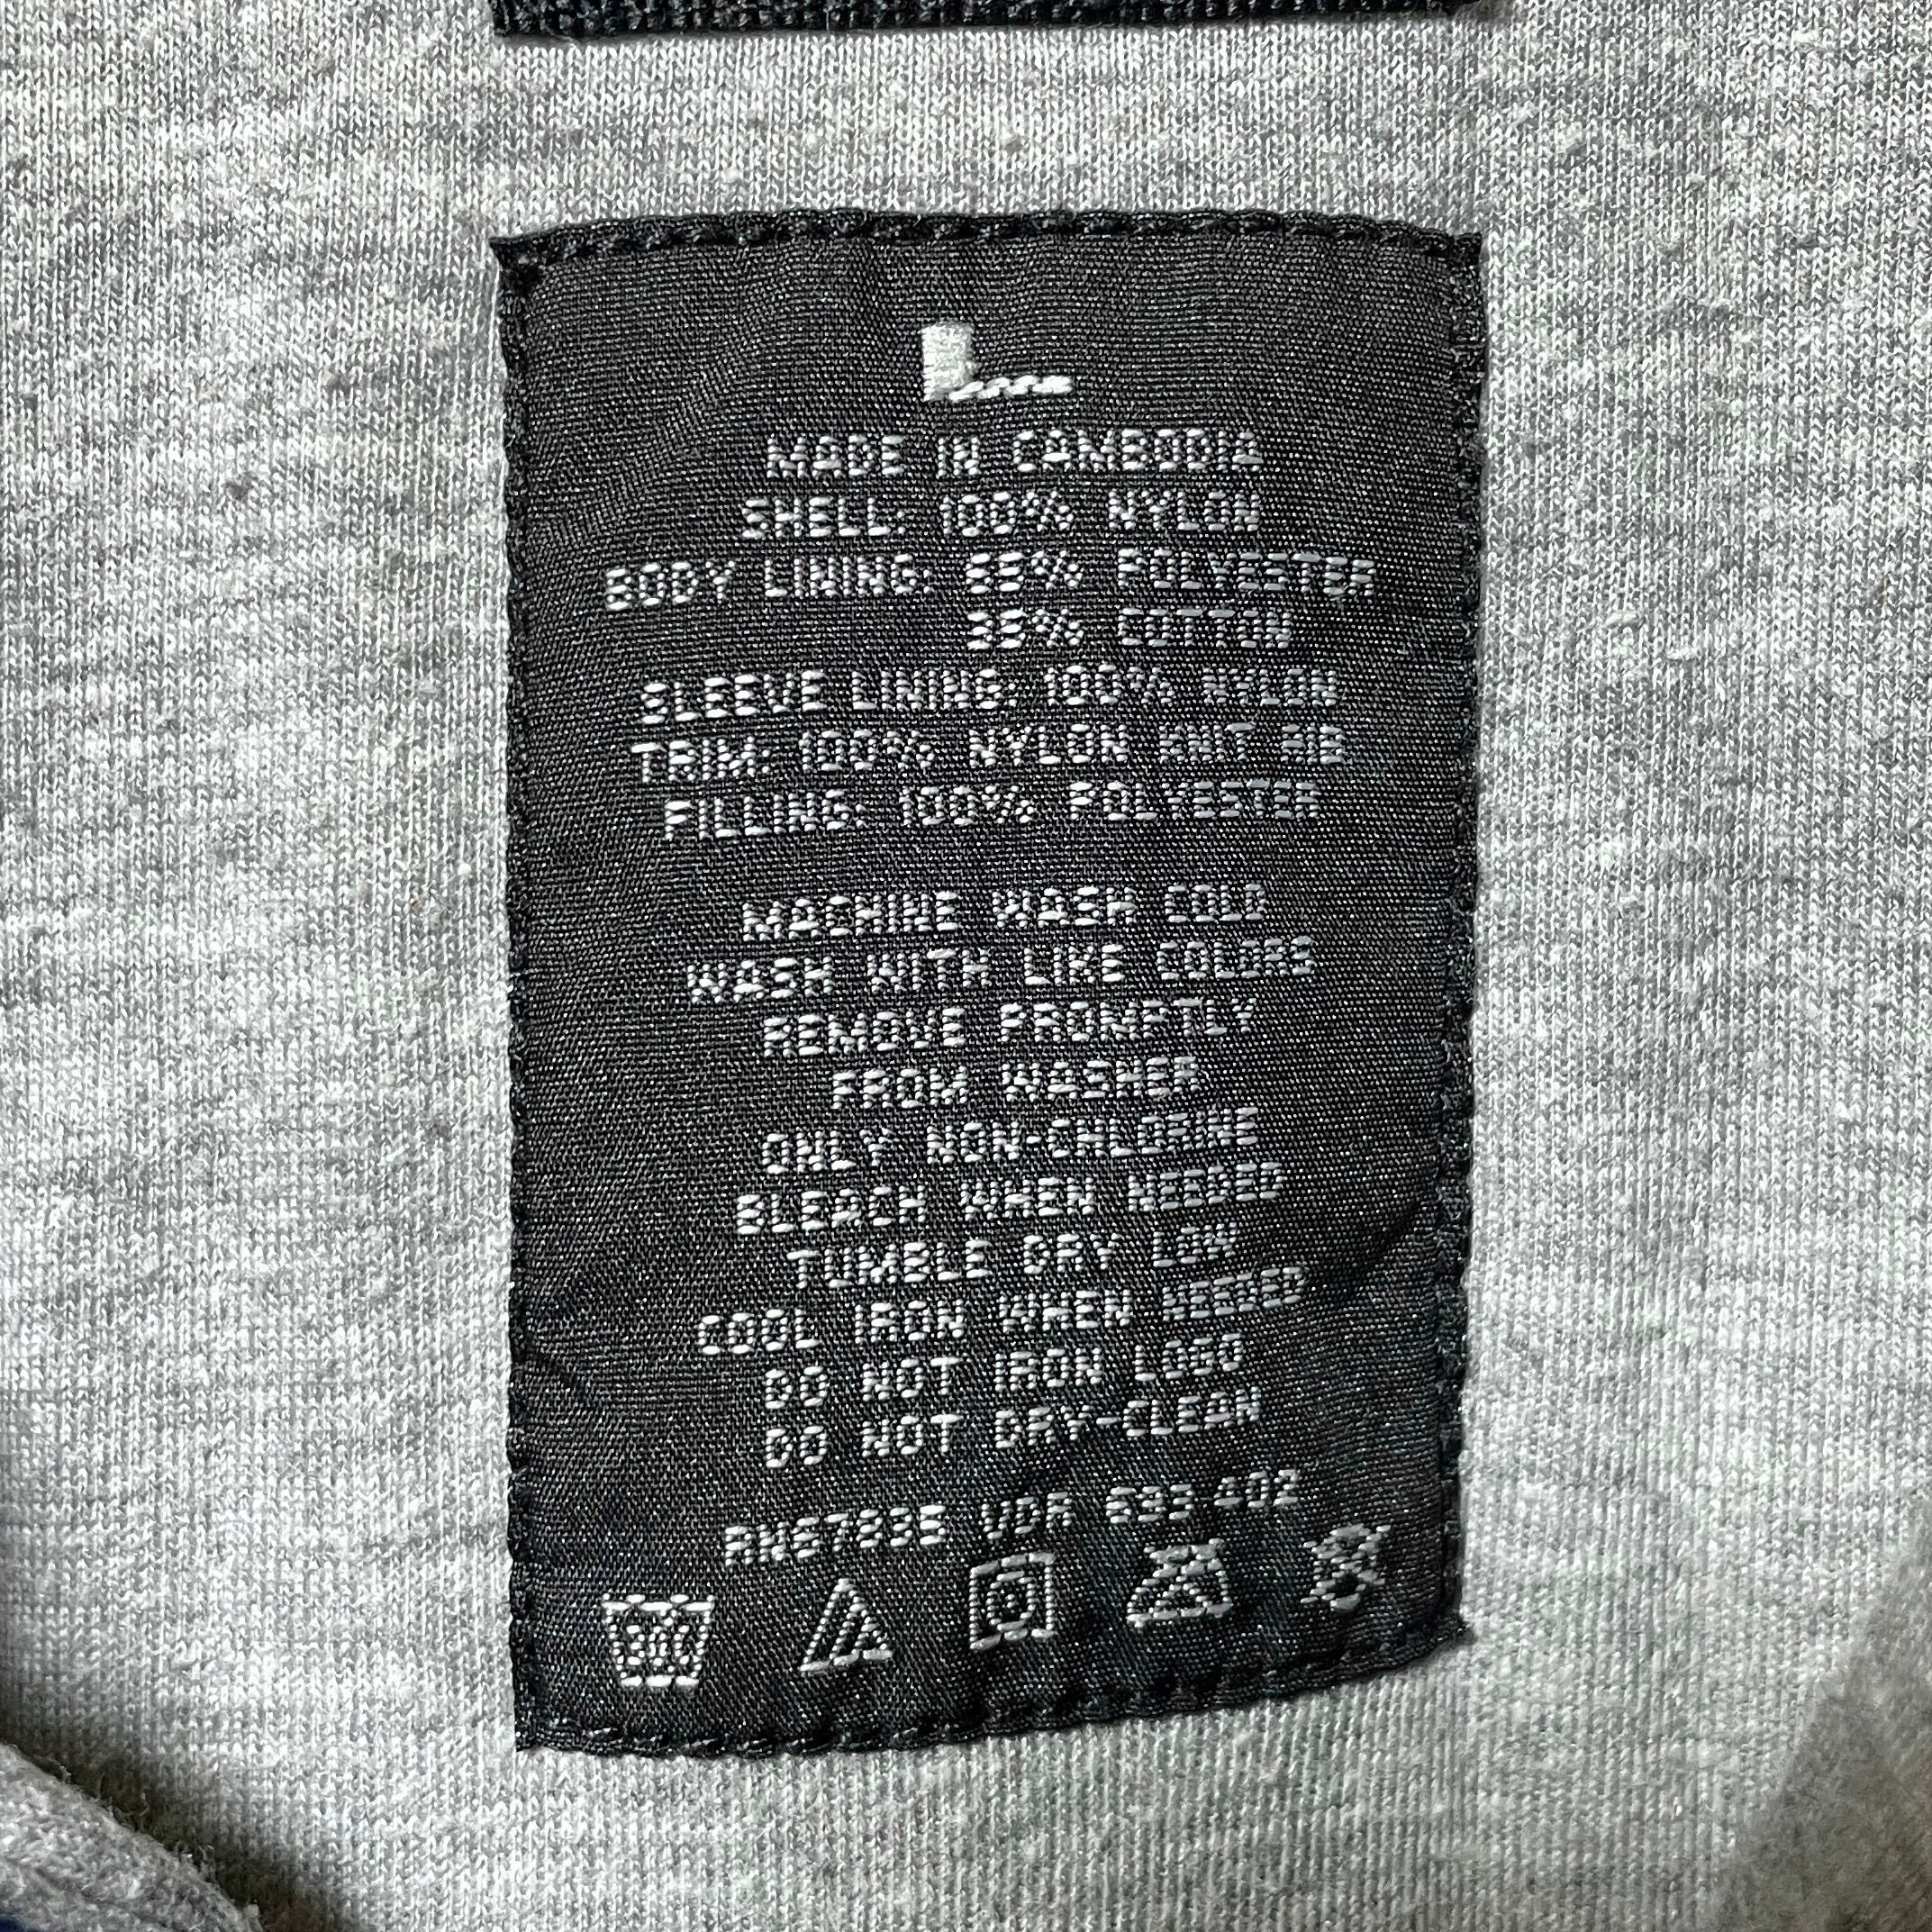 L
MADE IN CAMBODIA
SHELL: 100% NYLON
BODY LINING: 65% POLYESTER
35% COTTON
SLEEVE LINING: 100% NYLON
TRIM: 100% NYLON KNIT RIB
FILLING: 100% POLYESTER
MACHINE WASH COLD
WASH WITH LIKE COLORS
REMOVE PROMPTLY
FROM WASHER
ONLY NON-CHLORINE
BLEACH WHEN NEEDED
TUMBLE DRY LOW
COOL IRON WHEN NEEDED
DO NOT IRON LOGO
DO NOT DRY-CLEAN
VDR 402